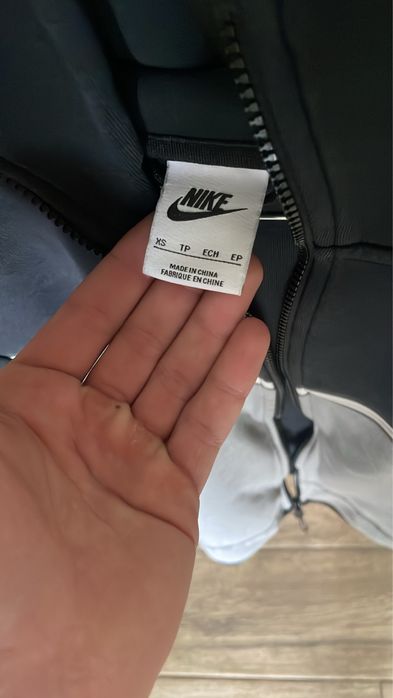 NIKE
XS TP ECH EP
MADE IN CHINA
FABRIQUE EN CHINE